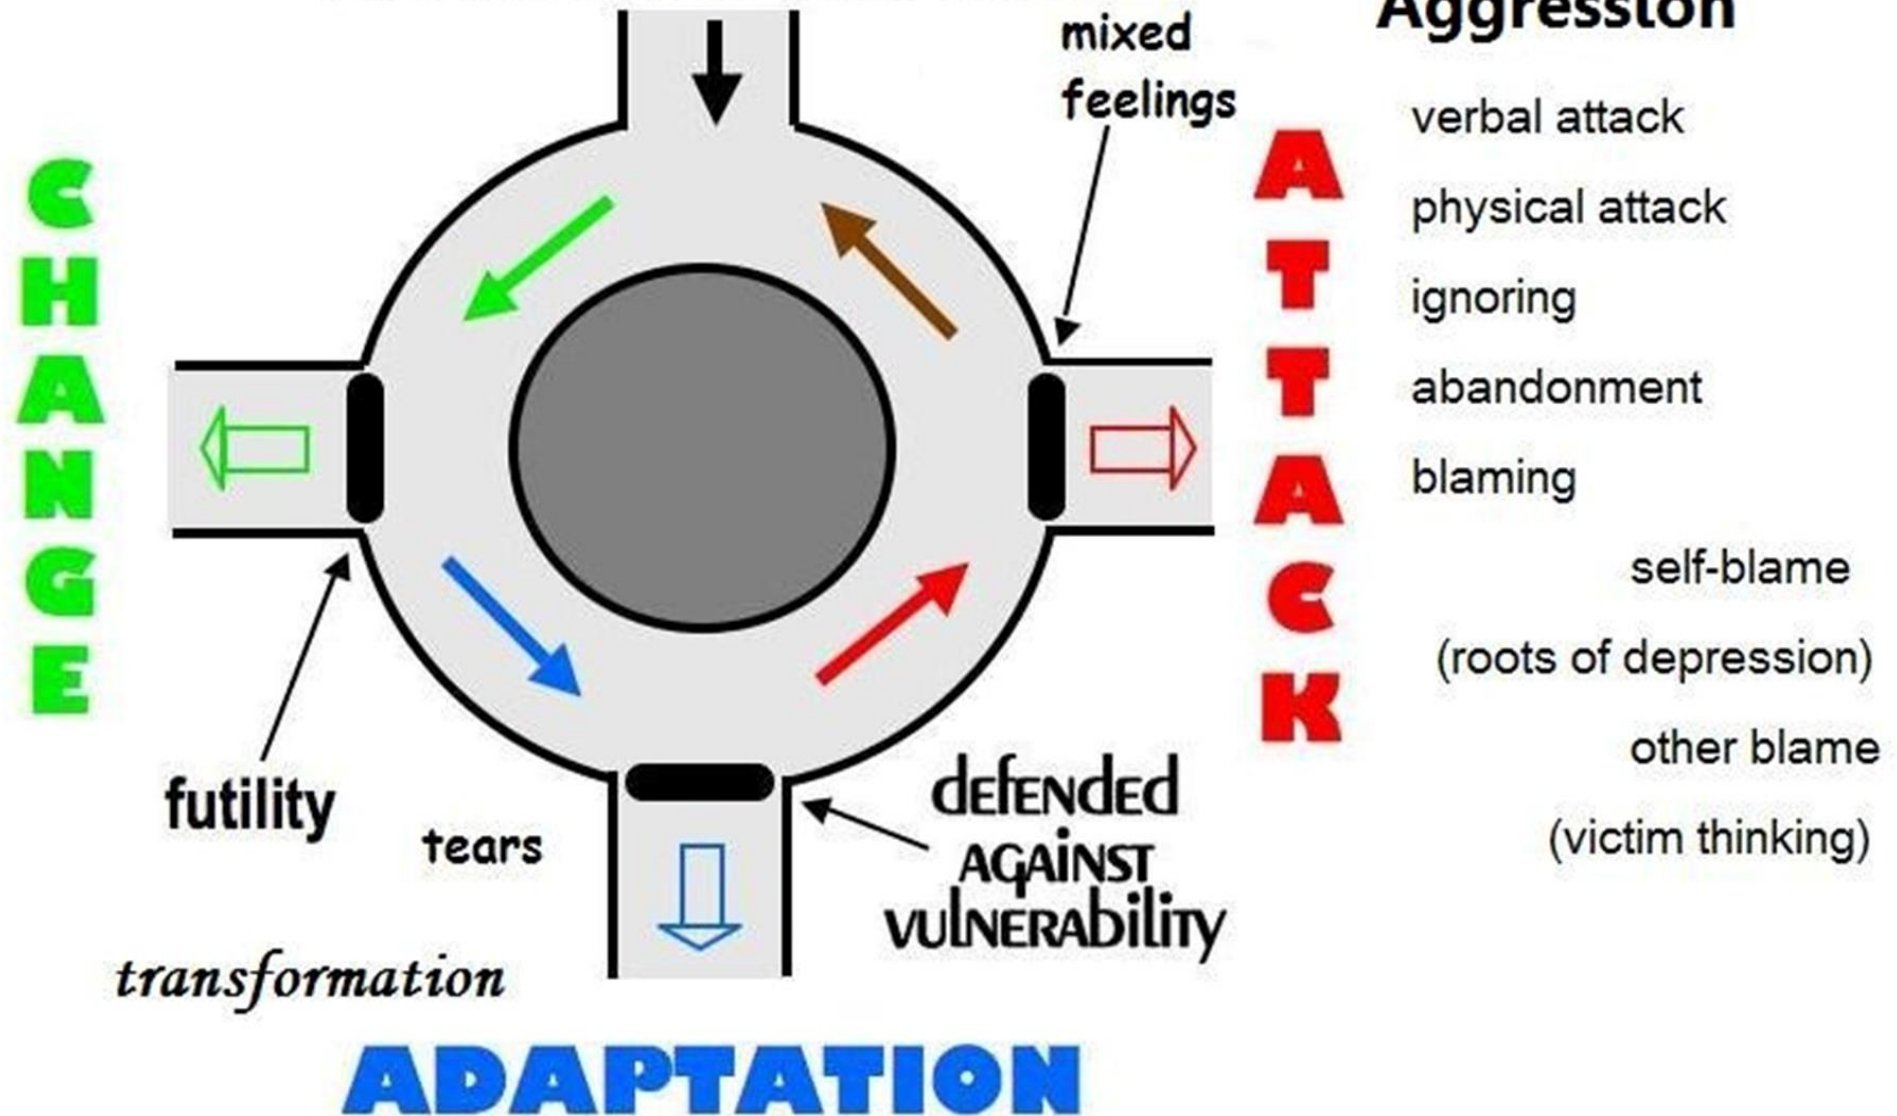 Aggression
mixed
feelings
CHANGE
ATTACK
verbal attack
physical attack
ignoring
abandonment
blaming
self-blame
(roots of depression)
other blame
(victim thinking)
futility
tears
defended
against
vulnerability
transformation
ADAPTATION